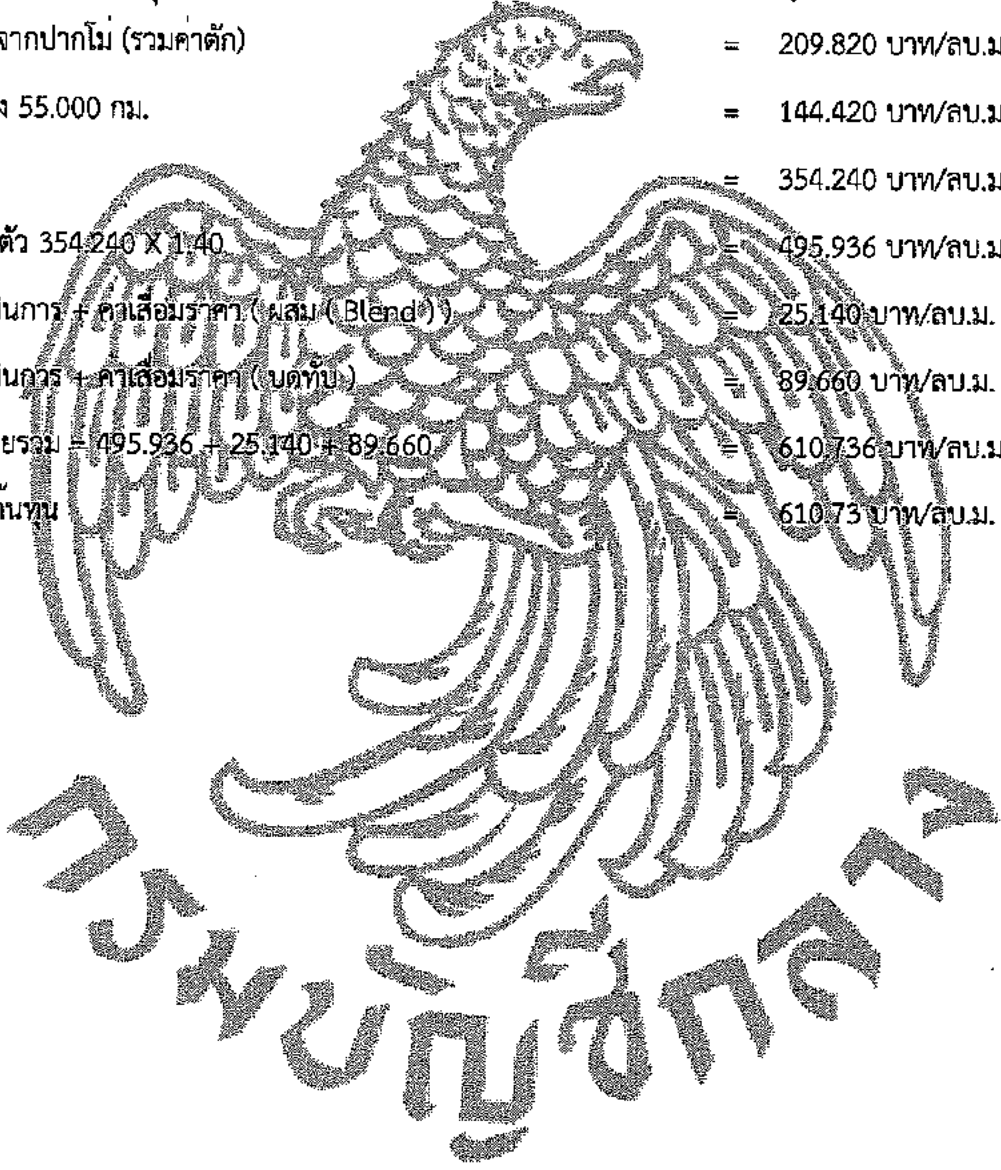 จากปากโม่ (รวมค่าตัก) = 209.820 บาท/ลบ.ม
ง 55.000 กม. = 144.420 บาท/ลบ.ม
= 354.240 บาท/ลบ.ม
ตัว 354.240 X 1.40 = 495.936 บาท/ลบ.ม
นการ + ค่าเสื่อมราคา ( ผสม ( Blend ) ) = 25.140 บาท/ลบ.ม.
นการ + ค่าเสื่อมราคา ( บดทับ ) = 89.660 บาท/ลบ.ม.
ยรวม = 495.936 + 25.140 + 89.660 = 610.736 บาท/ลบ.ม
้นทุน = 610.73 บาท/ลบ.ม.
กรมบัญชีกลาง